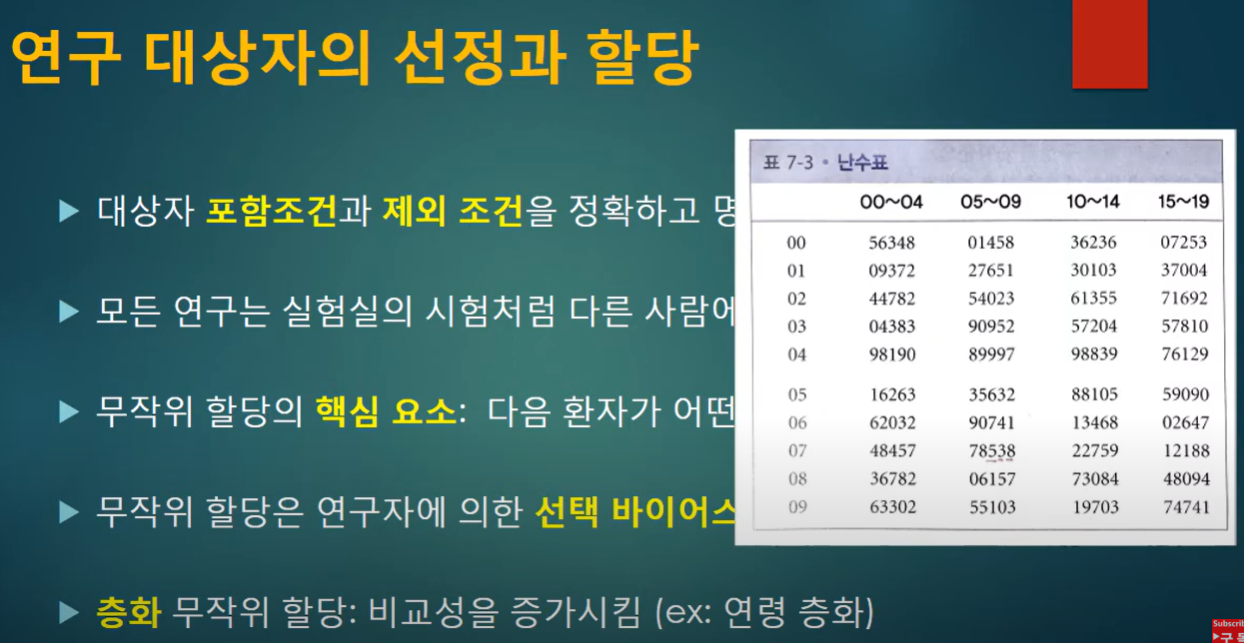 연구 대상자의 선정과 할당
대상자 포함조건과 제외 조건을 정확하고 명
모든 연구는 실험실의 시험처럼 다른 사람에
무작위 할당의 핵심 요소: 다음 환자가 어떤
무작위 할당은 연구자에 의한 선택 바이어스
층화 무작위 할당: 비교성을 증가시킴 (ex: 연령 층화)
표 7-3 • 난수표
00~04 05~09 10~14 15~19
00 56348 01458 36236 07253
01 09372 27651 30103 37004
02 44782 54023 61355 71692
03 04383 90952 57204 57810
04 98190 89997 98839 76129
05 16263 35632 88105 59090
06 62032 90741 13468 02647
07 48457 78538 22759 12188
08 36782 06157 73084 48094
09 63302 55103 19703 74741
Subscrib